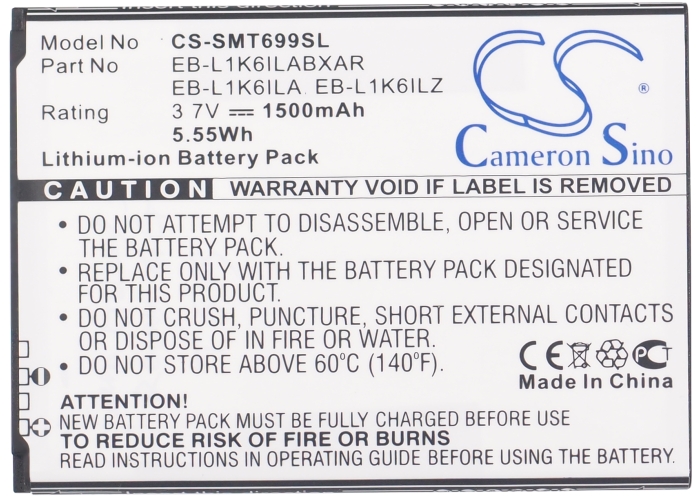 Model No CS-SMT699SL
Part No EB-L1K6ILABXAR
EB-L1K6ILA EB-L1K6ILZ
Rating 3 7V 1500mAh
5.55Wh
Lithium-ion Battery Pack
®
Cameron Sino
CAUTION WARRANTY VOID IF LABEL IS REMOVED
• DO NOT ATTEMPT TO DISASSEMBLE, OPEN OR SERVICE
THE BATTERY PACK.
• REPLACE ONLY WITH THE BATTERY PACK DESIGNATED
FOR THIS PRODUCT.
• DO NOT CRUSH, PUNCTURE, SHORT EXTERNAL CONTACTS
OR DISPOSE OF IN FIRE OR WATER.
• DO NOT STORE ABOVE 60°C (140°F).
CE PCT
Made In China
ATTENTION!
NEW BATTERY PACK MUST BE FULLY CHARGED BEFORE USE
TO REDUCE RISK OF FIRE OR BURNS
READ INSTRUCTIONS IN DETAILS BEFORE USING BATTERY PACK